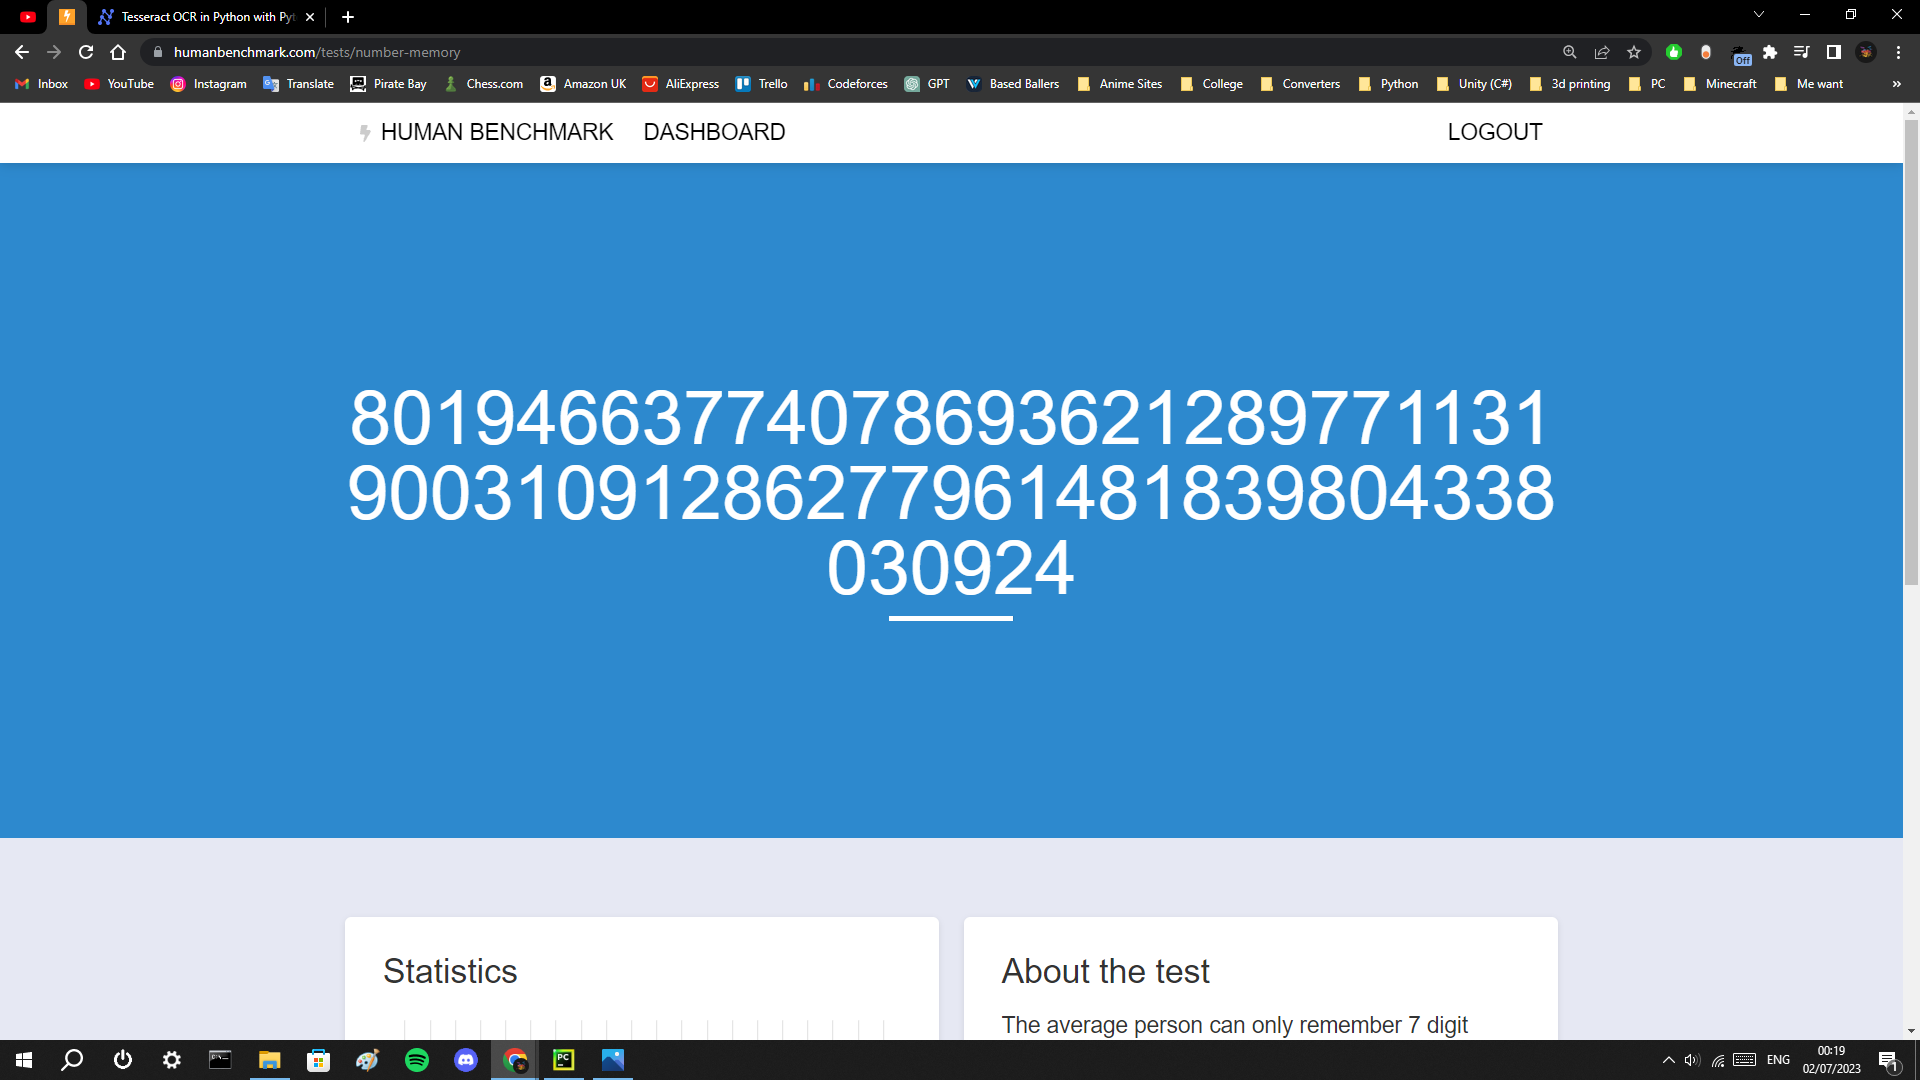 Tesseract OCR in Python with Pyt
humanbenchmark.com/tests/number-memory
Off
Inbox YouTube Instagram Translate Pirate Bay Chess.com Amazon UK AliExpress Trello Codeforces GPT Based Ballers Anime Sites College Converters Python Unity (C#) 3d printing PC Minecraft Me want »
HUMAN BENCHMARK DASHBOARD LOGOUT
80194663774078693621289771131
90031091286277961481839804338
030924
Statistics
About the test
The average person can only remember 7 digit
PC
ENG
00:19
02/07/2023
1